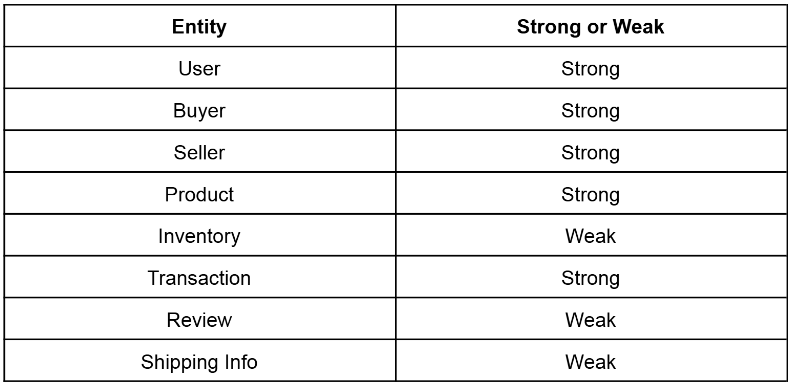 Entity Strong or Weak
User Strong
Buyer Strong
Seller Strong
Product Strong
Inventory Weak
Transaction Strong
Review Weak
Shipping Info Weak